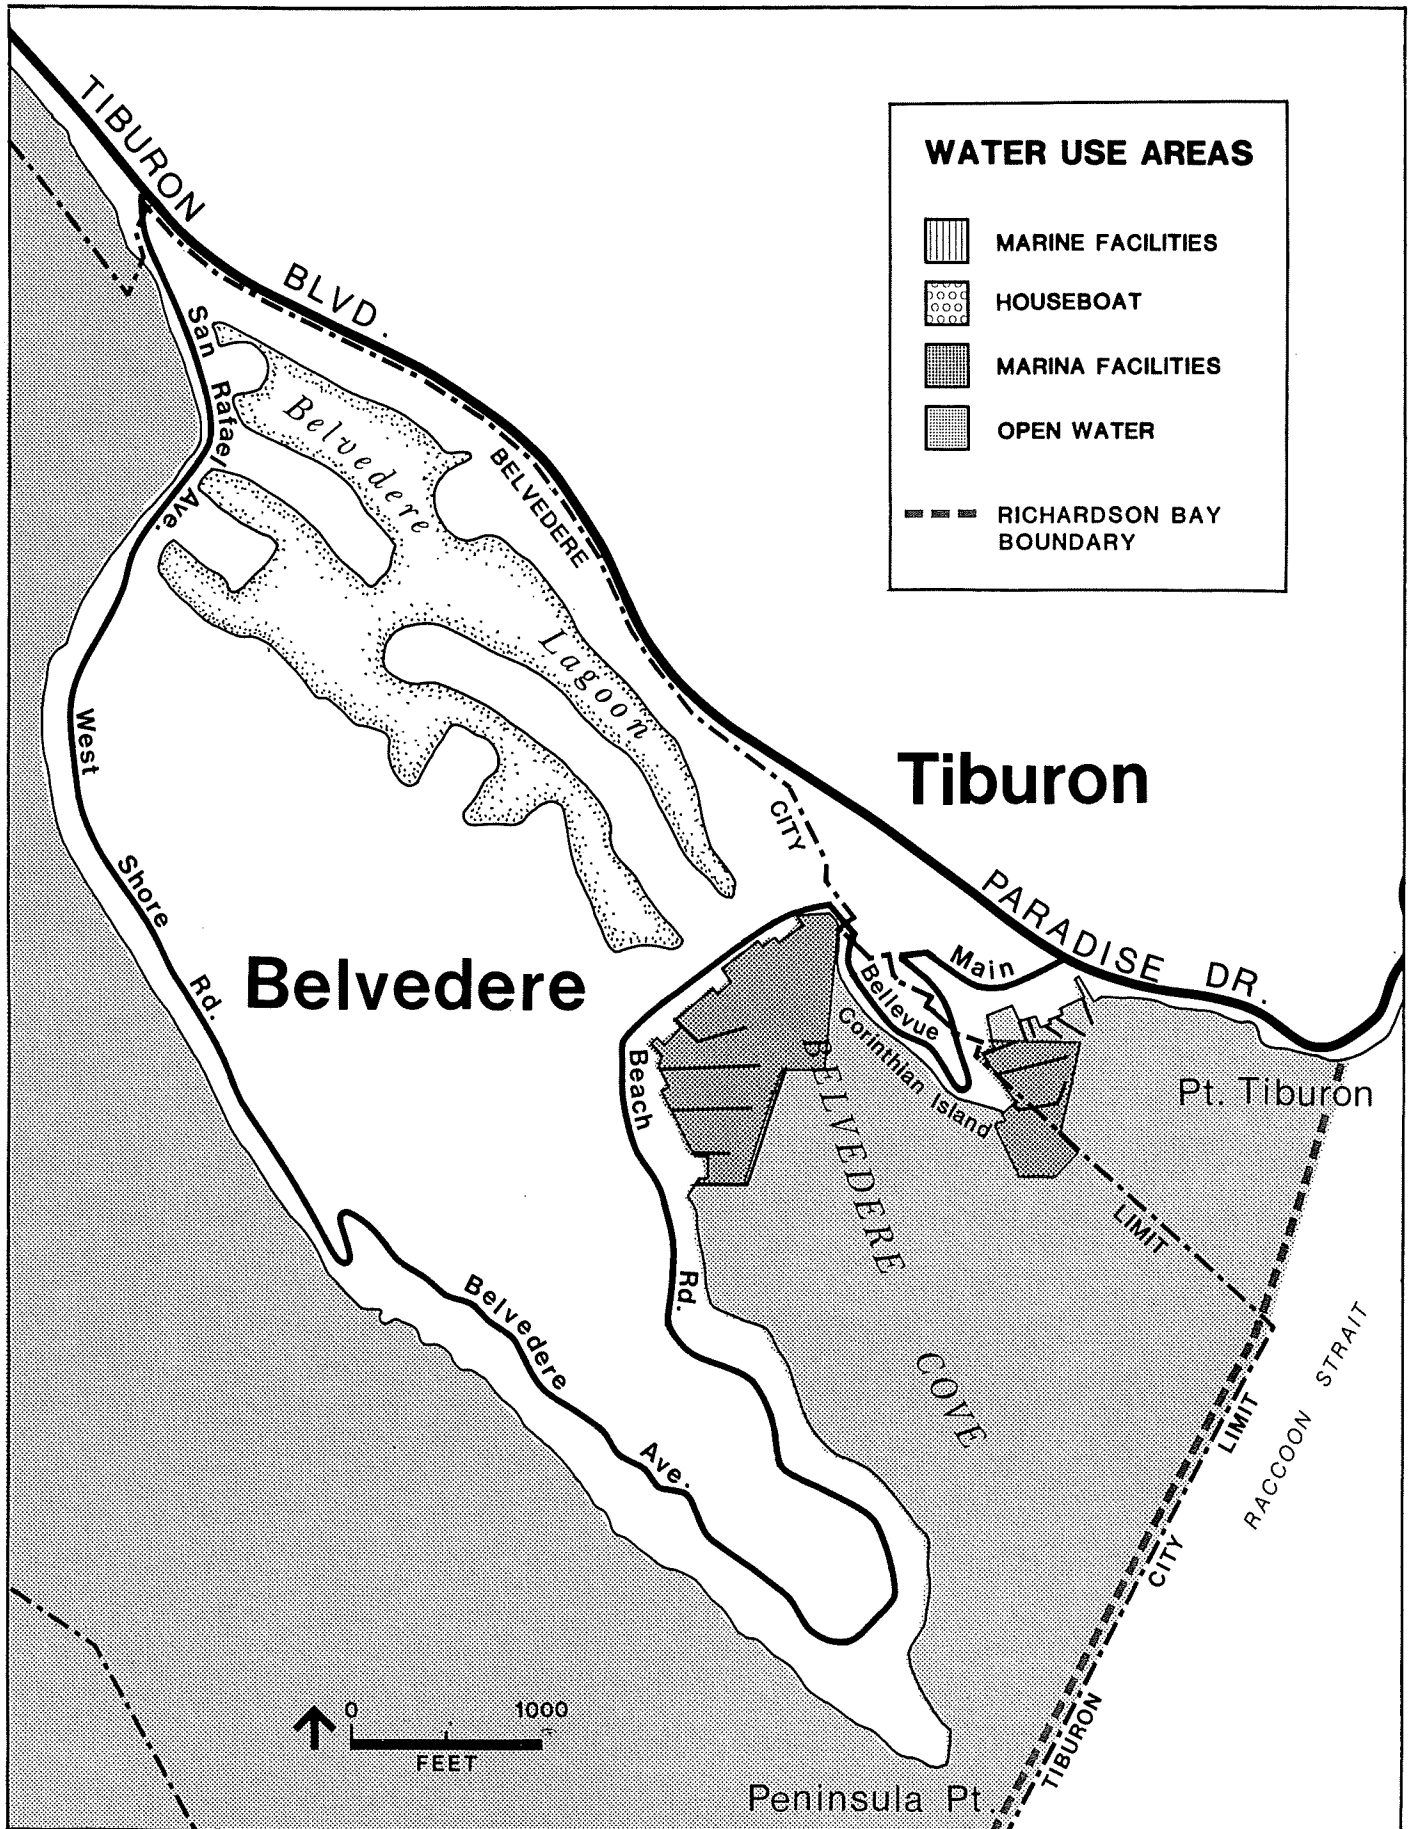 TIBURON
BLVD.
WATER USE AREAS
MARINE FACILITIES
HOUSEBOAT
MARINA FACILITIES
OPEN WATER
RICHARDSON BAY
BOUNDARY
San
Rafael
Ave.
Belvedere
Lagoon
BELVEDERE
CITY
LIMIT
West
Shore
Rd.
Tiburon
Belvedere
PARADISE DR.
Main
Bellevue
Corinthian Island
Beach
Rd.
BELVEDERE
COVE
Pt. Tiburon
Belvedere
Ave.
RACCOON STRAIT
TIBURON
CITY
LIMIT
0 1000
FEET
Peninsula Pt.